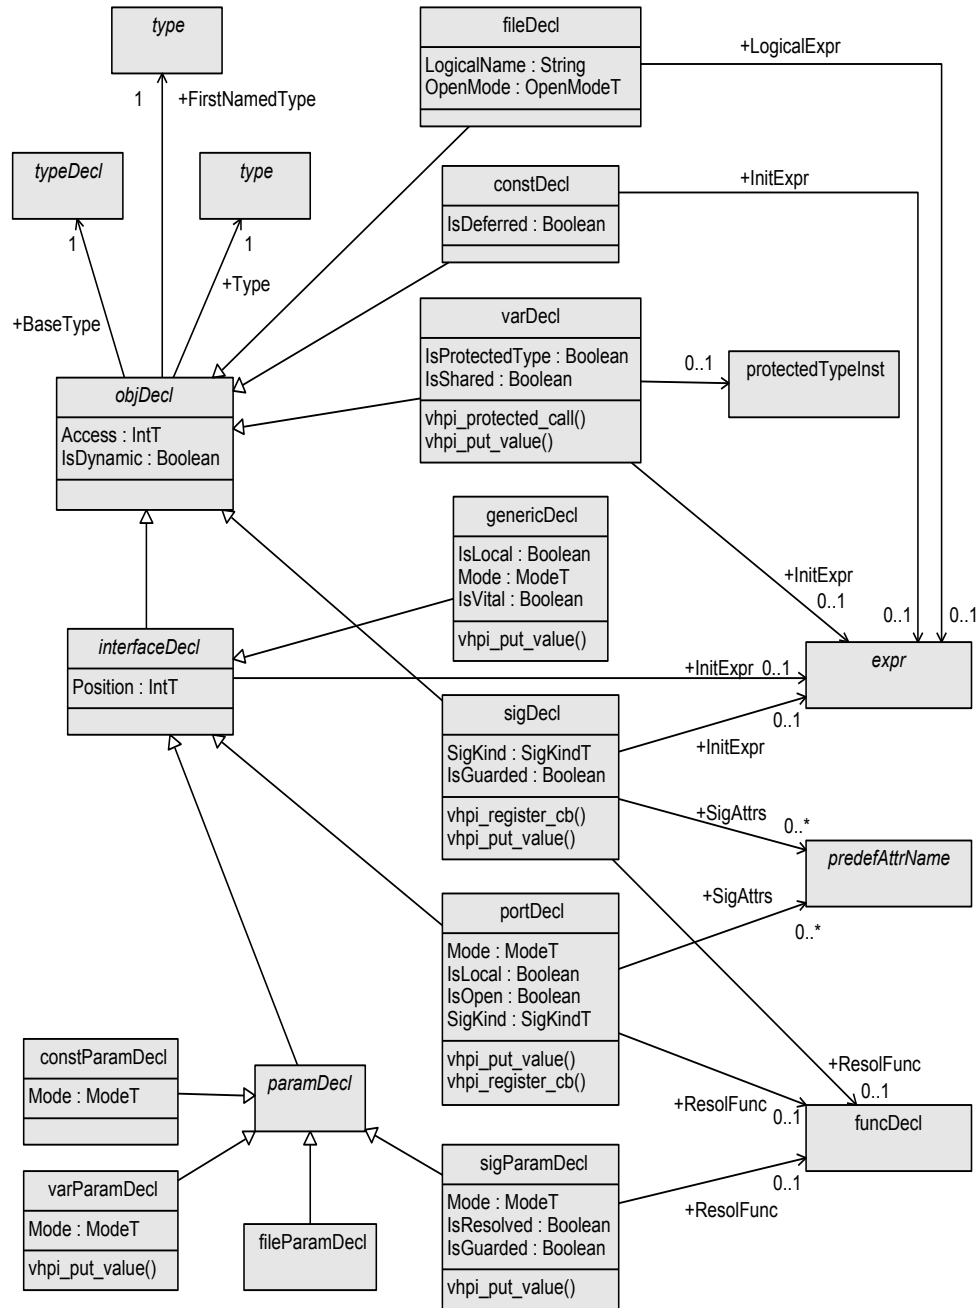 type
1
+FirstNamedType
typeDecl
type
1
1
+Type
+BaseType
fileDecl
LogicalName : String
OpenMode : OpenModeT
+LogicalExpr
constDecl
IsDeferred : Boolean
+InitExpr
varDecl
IsProtectedType : Boolean
IsShared : Boolean
vhpi_protected_call()
vhpi_put_value()
0..1
protectedTypeInst
objDecl
Access : IntT
IsDynamic : Boolean
genericDecl
IsLocal : Boolean
Mode : ModeT
IsVital : Boolean
vhpi_put_value()
+InitExpr
0..1
0..1
0..1
interfaceDecl
Position : IntT
+InitExpr
0..1
expr
sigDecl
SigKind : SigKindT
IsGuarded : Boolean
vhpi_register_cb()
vhpi_put_value()
0..1
+InitExpr
+SigAttrs
0..*
predefAttrName
+SigAttrs
0..*
portDecl
Mode : ModeT
IsLocal : Boolean
IsOpen : Boolean
SigKind : SigKindT
vhpi_put_value()
vhpi_register_cb()
+ResolFunc
0..1
+ResolFunc
0..1
funcDecl
0..1
+ResolFunc
constParamDecl
Mode : ModeT
paramDecl
varParamDecl
Mode : ModeT
vhpi_put_value()
fileParamDecl
sigParamDecl
Mode : ModeT
IsResolved : Boolean
IsGuarded : Boolean
vhpi_put_value()